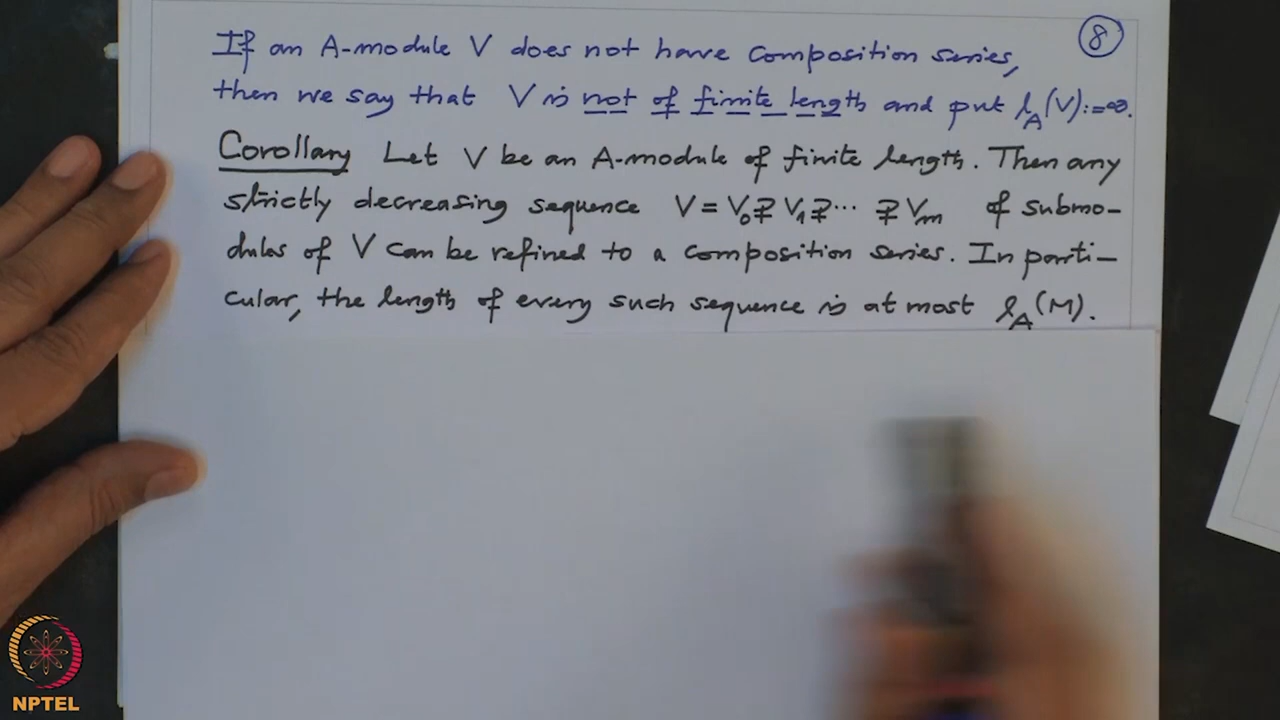 If an A-module V does not have composition series,
⑧
then we say that V is not of finite length and put ℓ_A(V):=∞.
Corollary Let V be an A-module of finite length. Then any
strictly decreasing sequence V=V₀⊋V₁⊋⋯⊋V_m of submo-
dules of V can be refined to a composition series. In parti-
cular, the length of every such sequence is at most ℓ_A(M).
NPTEL